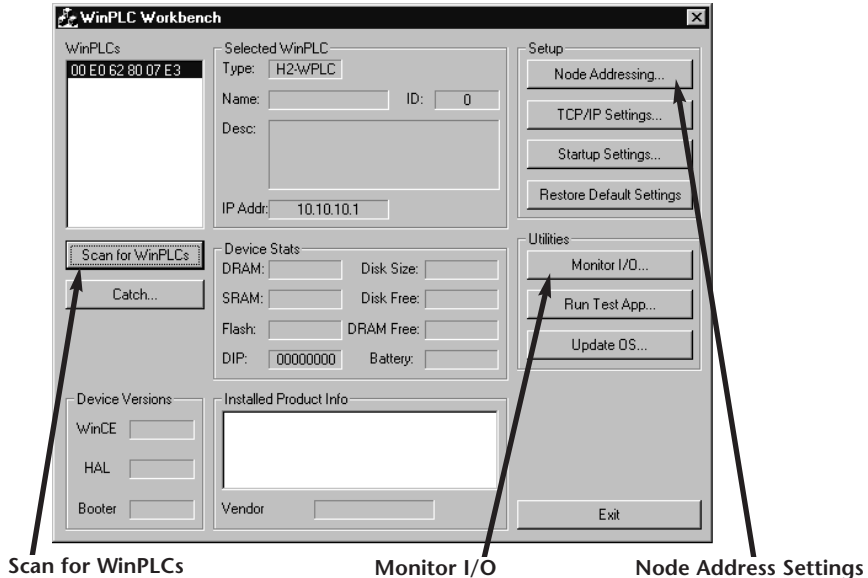 WinPLC Workbench
WinPLCs
00 E0 62 80 07 E3
Scan for WinPLCs
Catch...
Selected WinPLC
Type: H2-WPLC
Name: ID: 0
Desc:
IP Addr: 10.10.10.1
Device Stats
DRAM: Disk Size:
SRAM: Disk Free:
Flash: DRAM Free:
DIP: 00000000 Battery:
Device Versions
WinCE
HAL
Booter
Installed Product Info
Vendor
Setup
Node Addressing...
TCP/IP Settings...
Startup Settings...
Restore Default Settings
Utilities
Monitor I/O...
Run Test App...
Update OS...
Exit
Scan for WinPLCs
Monitor I/O
Node Address Settings